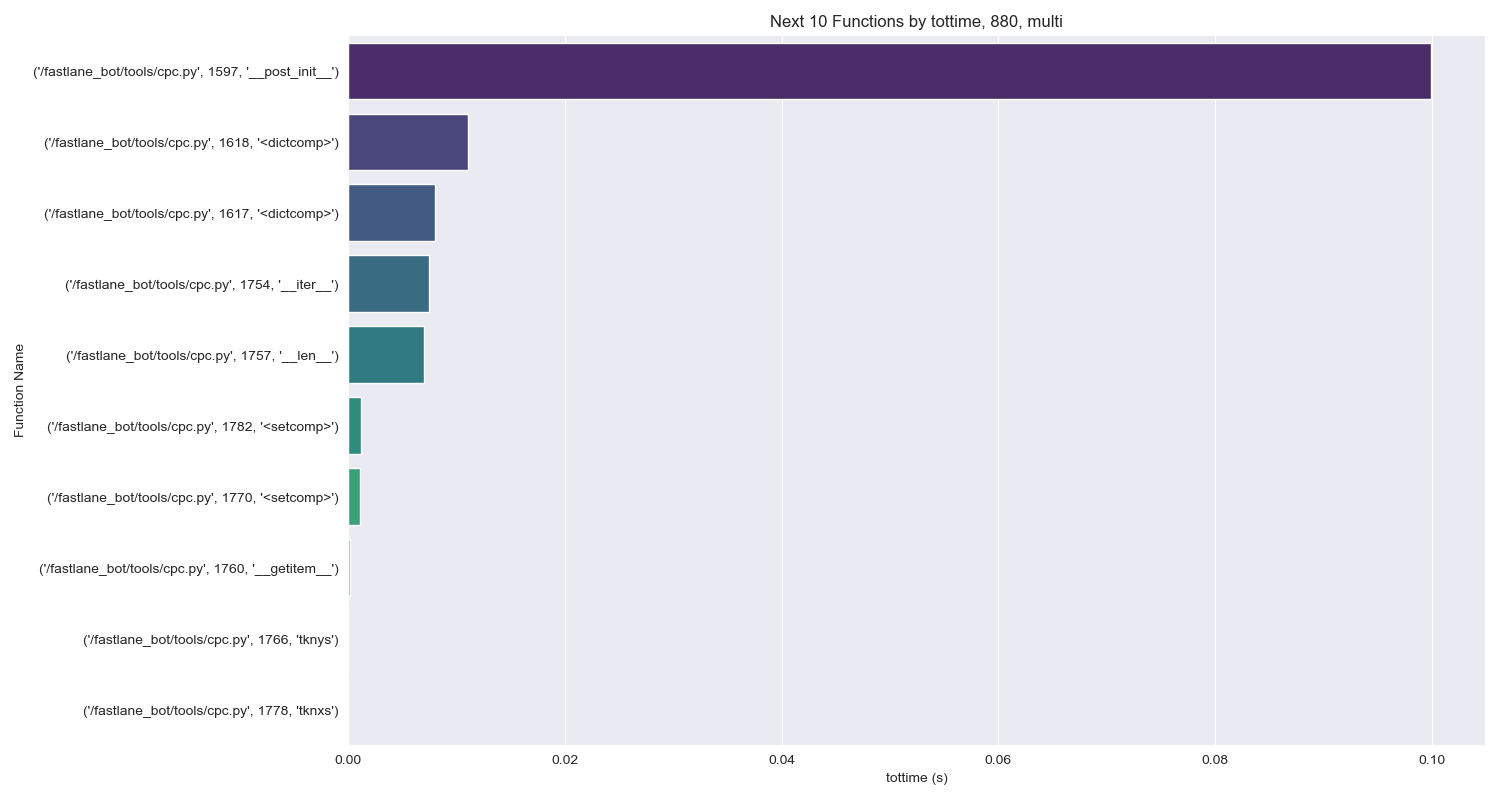 Next 10 Functions by tottime, 880, multi
('/fastlane_bot/tools/cpc.py', 1597, '__post_init__')
('/fastlane_bot/tools/cpc.py', 1618, '<dictcomp>')
('/fastlane_bot/tools/cpc.py', 1617, '<dictcomp>')
('/fastlane_bot/tools/cpc.py', 1754, '__iter__')
('/fastlane_bot/tools/cpc.py', 1757, '__len__')
('/fastlane_bot/tools/cpc.py', 1782, '<setcomp>')
('/fastlane_bot/tools/cpc.py', 1770, '<setcomp>')
('/fastlane_bot/tools/cpc.py', 1760, '__getitem__')
('/fastlane_bot/tools/cpc.py', 1766, 'tknys')
('/fastlane_bot/tools/cpc.py', 1778, 'tknxs')
Function Name
0.00 0.02 0.04 0.06 0.08 0.10
tottime (s)